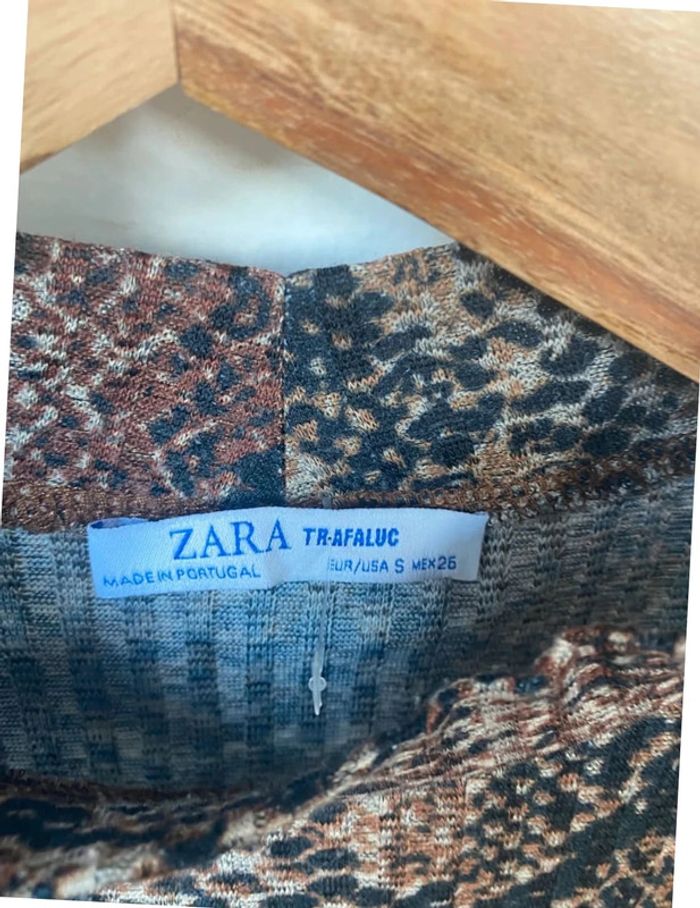 ZARA TR-AFALUC
MADE IN PORTUGAL EUR/USA S MEX 26